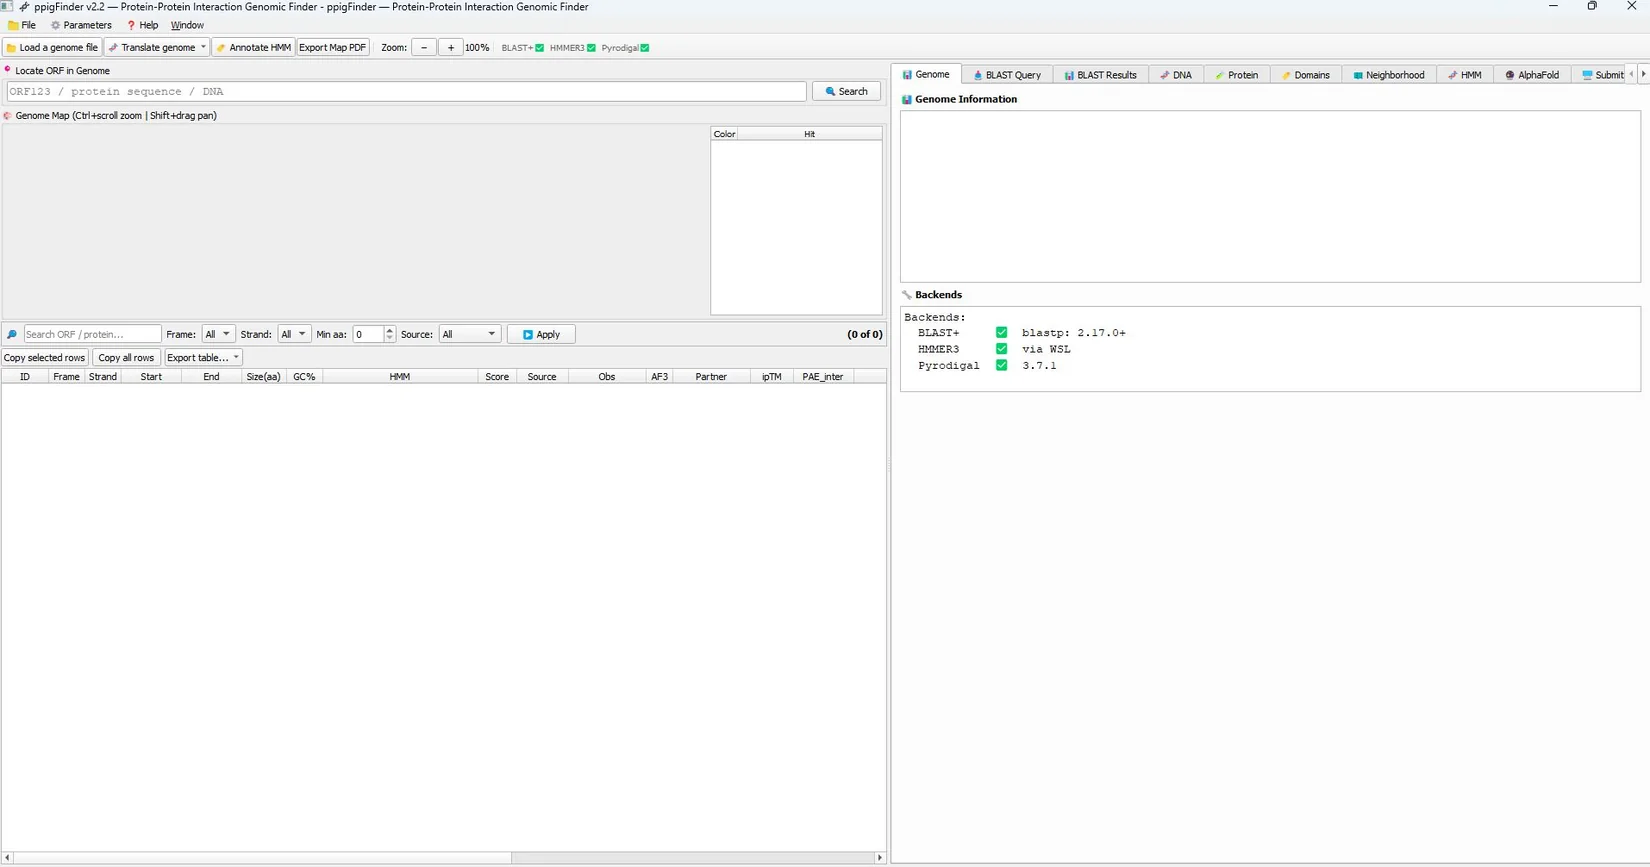 ppigFinder v2.2 — Protein-Protein Interaction Genomic Finder - ppigFinder — Protein-Protein Interaction Genomic Finder
File Parameters Help Window
Load a genome file Translate genome Annotate HMM Export Map PDF Zoom: − + 100% BLAST+ HMMER3 Pyrodigal
Locate ORF in Genome
ORF123 / protein sequence / DNA Search
Genome Map (Ctrl+scroll zoom | Shift+drag pan)
Color Hit
Search ORF / protein... Frame: All Strand: All Min aa: 0 Source: All Apply (0 of 0)
Copy selected rows Copy all rows Export table...
ID Frame Strand Start End Size(aa) GC% HMM Score Source Obs AF3 Partner ipTM PAE_inter
Genome BLAST Query BLAST Results DNA Protein Domains Neighborhood HMM AlphaFold Submit
Genome Information
Backends
Backends:
BLAST+ blastp: 2.17.0+
HMMER3 via WSL
Pyrodigal 3.7.1